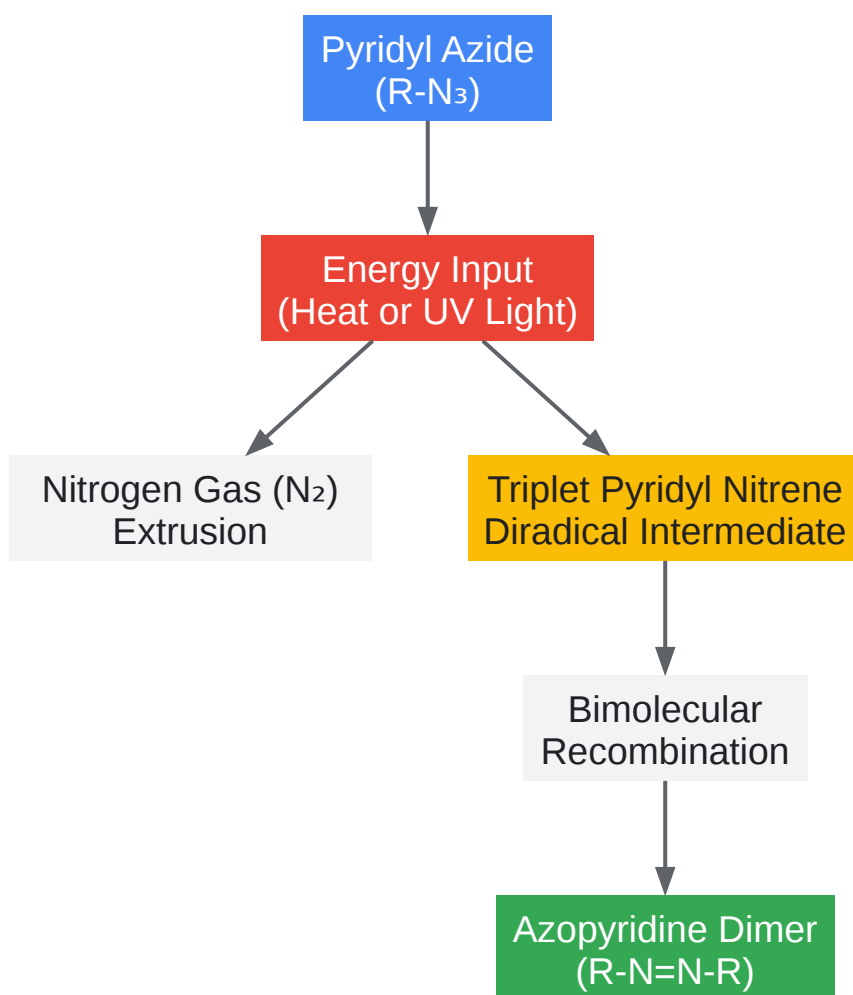 Pyridyl Azide
(R-N₃)
Energy Input
(Heat or UV Light)
Nitrogen Gas (N₂)
Extrusion
Triplet Pyridyl Nitrene
Diradical Intermediate
Bimolecular
Recombination
Azopyridine Dimer
(R-N=N-R)